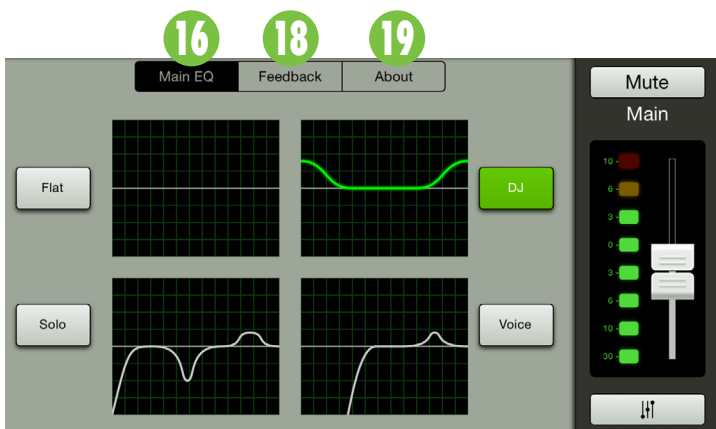 16 18 19
Main EQ Feedback About
Mute
Main
Flat
DJ
Solo
Voice
10
6
3
0
3
6
10
30